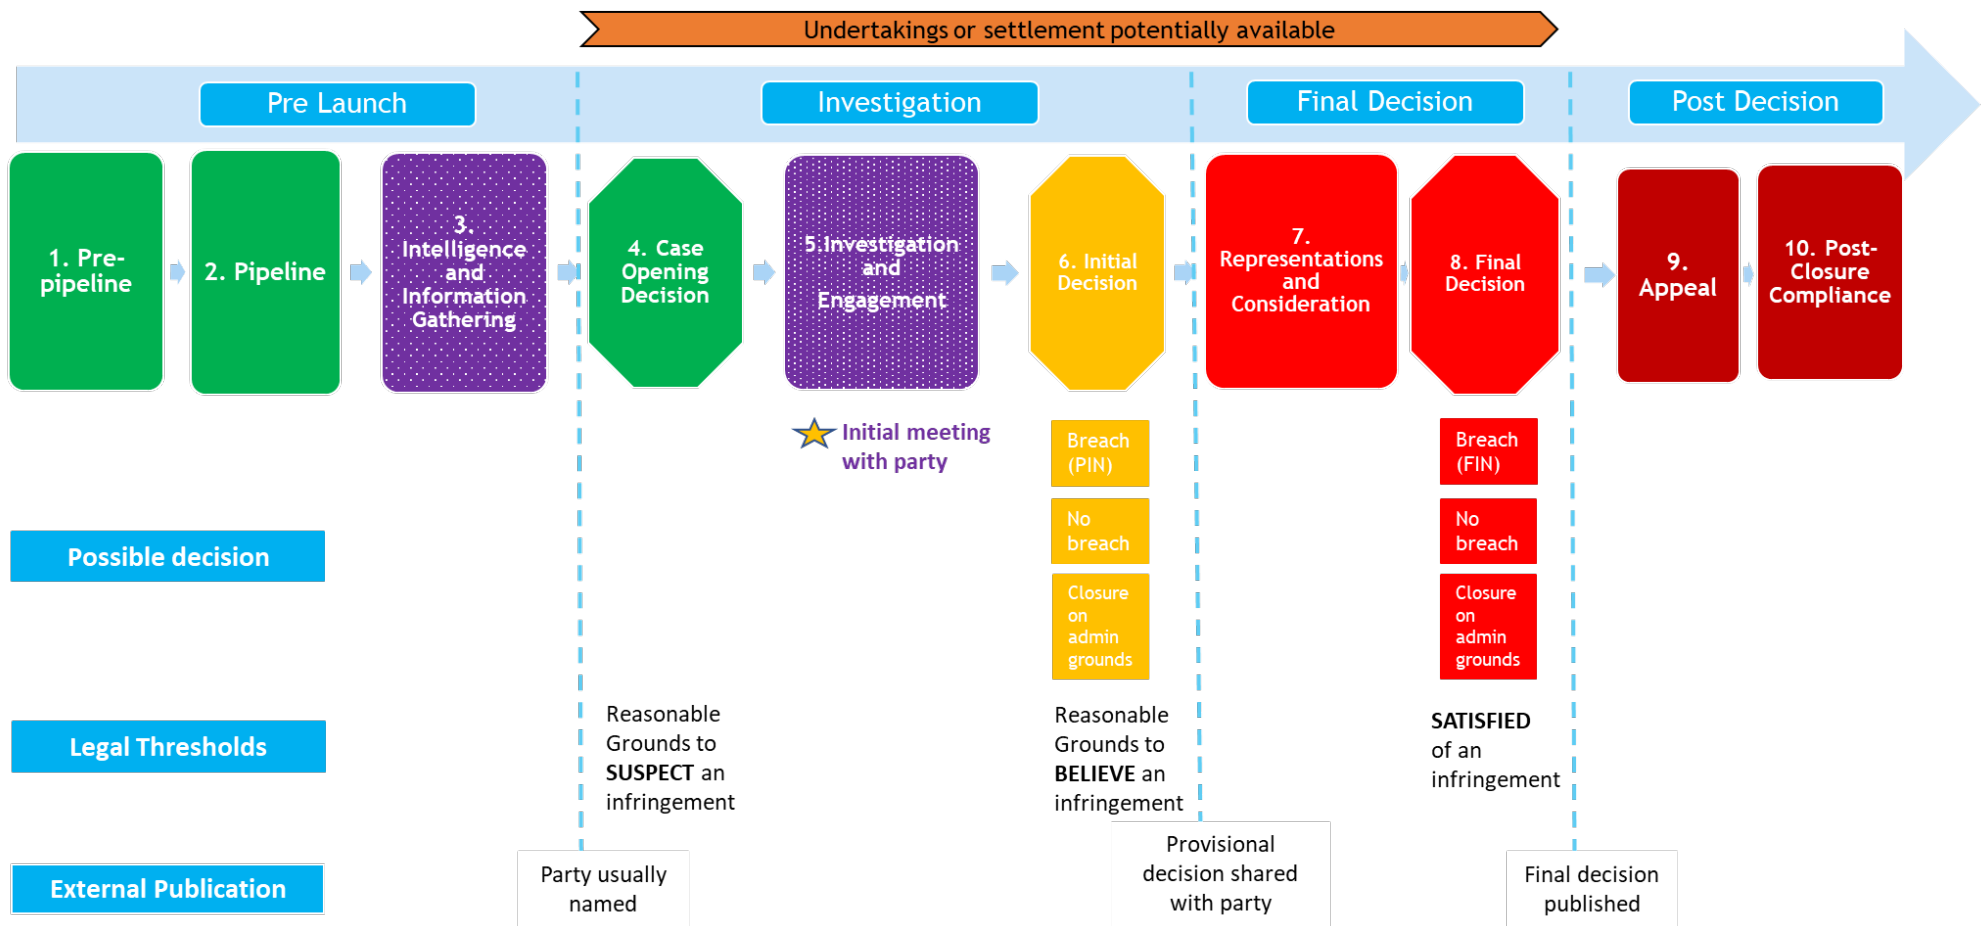 Undertakings or settlement potentially available
Pre Launch
Investigation
Final Decision
Post Decision
1. Pre-
pipeline
2. Pipeline
3.
Intelligence
and
Information
Gathering
4. Case
Opening
Decision
5.Investigation
and
Engagement
6. Initial
Decision
7.
Representations
and
Consideration
8. Final
Decision
9.
Appeal
10. Post-
Closure
Compliance
Initial meeting
with party
Breach
(PIN)
No
breach
Closure
on
admin
grounds
Breach
(FIN)
No
breach
Closure
on
admin
grounds
Possible decision
Legal Thresholds
Reasonable
Grounds to
SUSPECT an
infringement
Reasonable
Grounds to
BELIEVE an
infringement
SATISFIED
of an
infringement
External Publication
Party usually
named
Provisional
decision shared
with party
Final decision
published